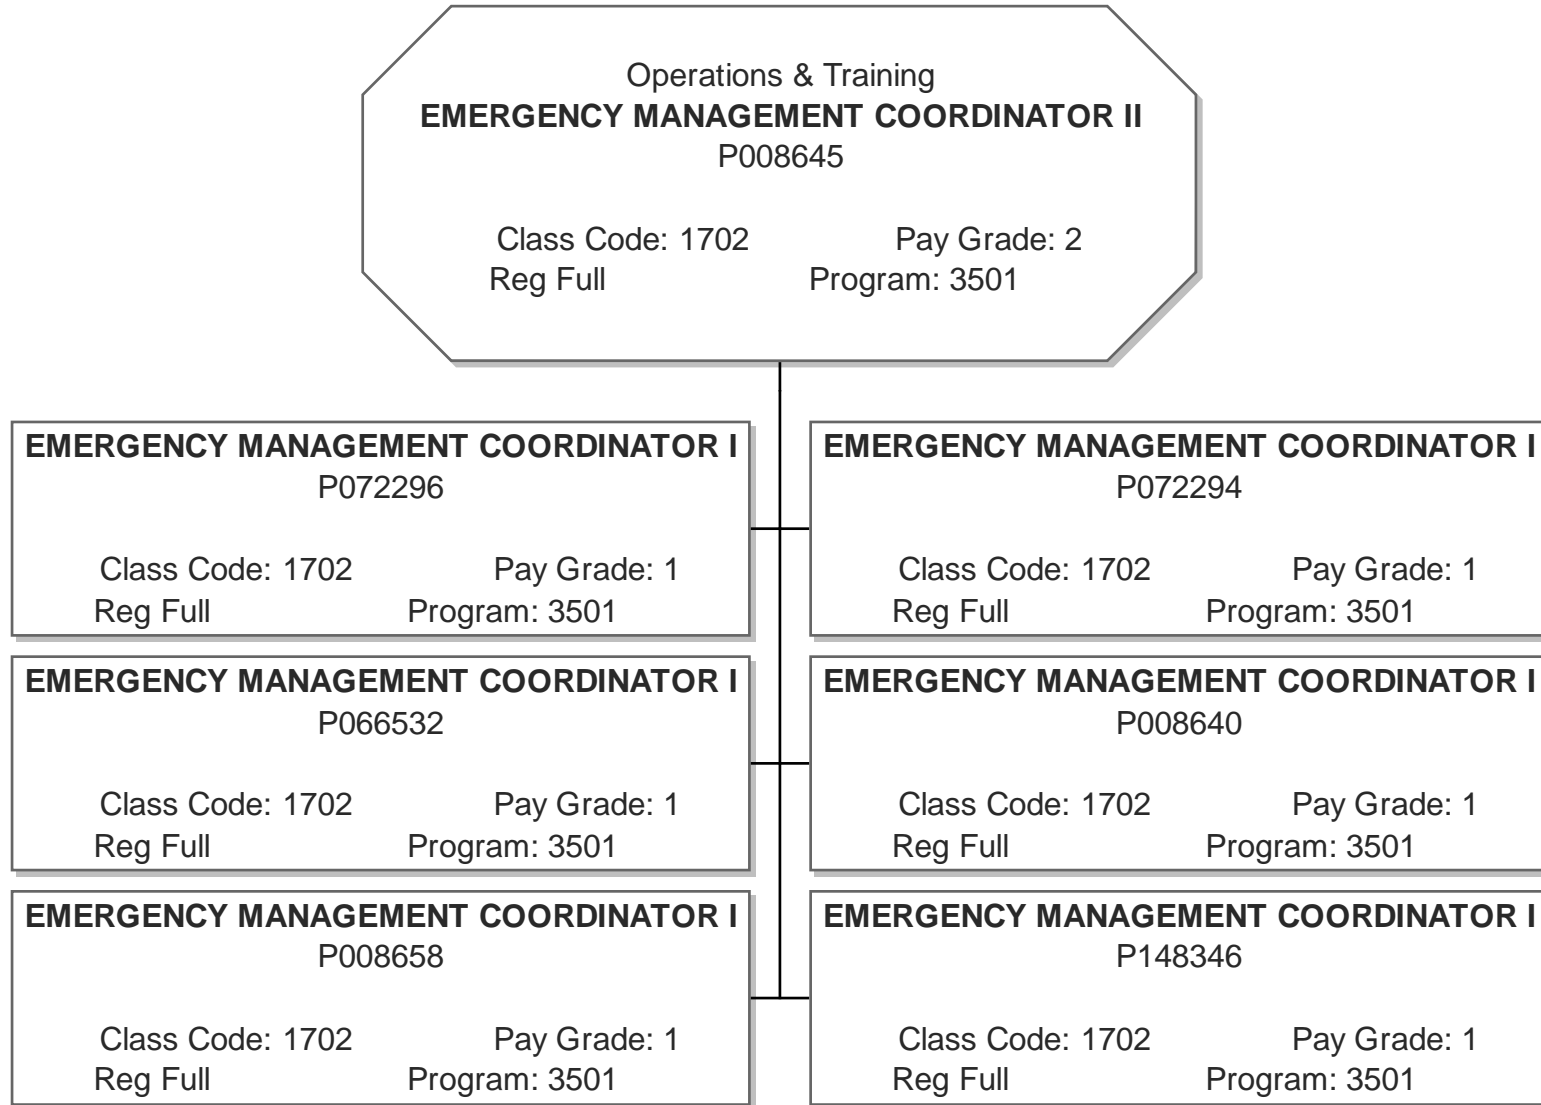 Operations & Training
EMERGENCY MANAGEMENT COORDINATOR II
P008645
Class Code: 1702 Pay Grade: 2
Reg Full Program: 3501
EMERGENCY MANAGEMENT COORDINATOR I
P072296
Class Code: 1702 Pay Grade: 1
Reg Full Program: 3501
EMERGENCY MANAGEMENT COORDINATOR I
P072294
Class Code: 1702 Pay Grade: 1
Reg Full Program: 3501
EMERGENCY MANAGEMENT COORDINATOR I
P066532
Class Code: 1702 Pay Grade: 1
Reg Full Program: 3501
EMERGENCY MANAGEMENT COORDINATOR I
P008640
Class Code: 1702 Pay Grade: 1
Reg Full Program: 3501
EMERGENCY MANAGEMENT COORDINATOR I
P008658
Class Code: 1702 Pay Grade: 1
Reg Full Program: 3501
EMERGENCY MANAGEMENT COORDINATOR I
P148346
Class Code: 1702 Pay Grade: 1
Reg Full Program: 3501